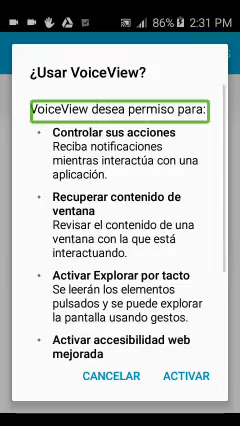 86% 2:31 PM
¿Usar VoiceView?
VoiceView desea permiso para:
• Controlar sus acciones
Reciba notificaciones
mientras interactúa con una
aplicación.
• Recuperar contenido de
ventana
Revisar el contenido de una
ventana con la que está
interactuando.
• Activar Explorar por tacto
Se leerán los elementos
pulsados y se puede explorar
la pantalla usando gestos.
• Activar accesibilidad web
mejorada
CANCELAR ACTIVAR